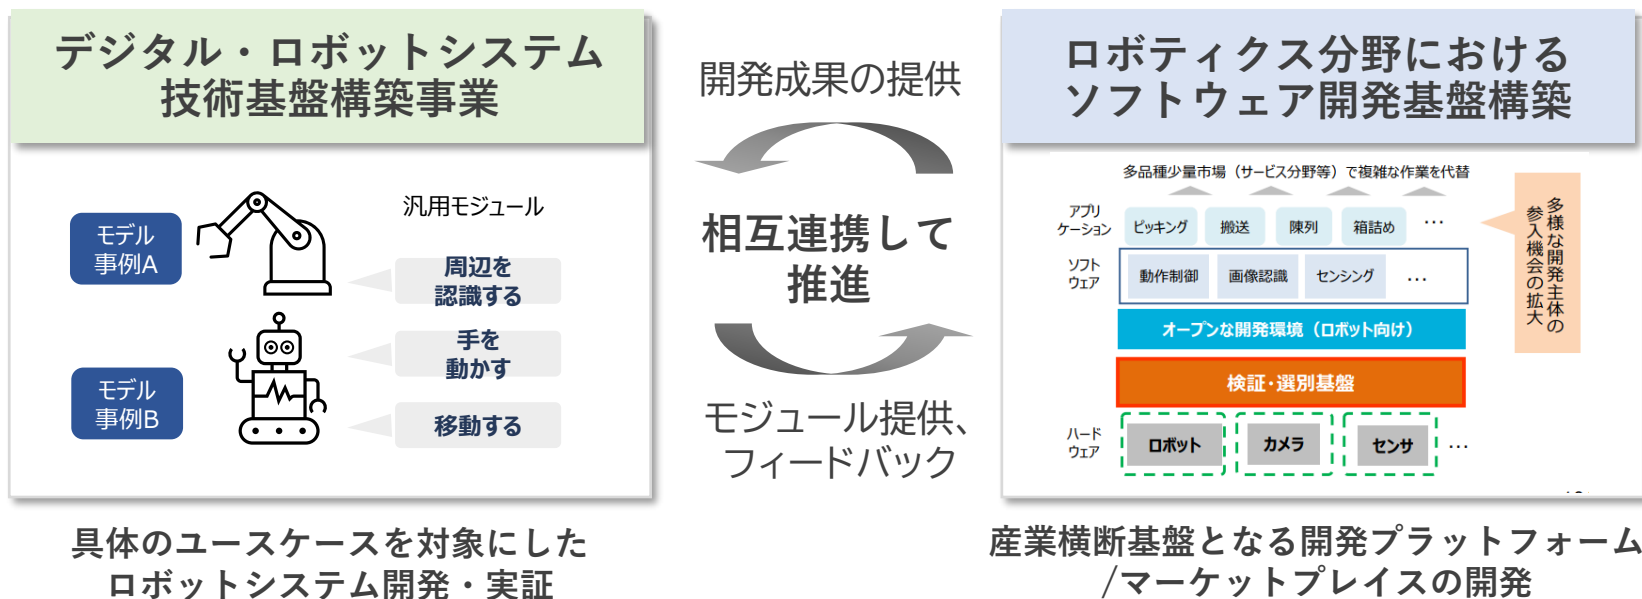 デジタル・ロボットシステム
技術基盤構築事業
汎用モジュール
モデル
事例A
周辺を
認識する
手を
動かす
モデル
事例B
移動する
具体のユースケースを対象にした
ロボットシステム開発・実証
開発成果の提供
相互連携して
推進
モジュール提供、
フィードバック
ロボティクス分野における
ソフトウェア開発基盤構築
多品種少量市場（サービス分野等）で複雑な作業を代替
アプリ
ケーション
ピッキング
搬送
陳列
箱詰め
…
ソフト
ウェア
動作制御
画像認識
センシング
…
オープンな開発環境（ロボット向け）
検証・選別基盤
ハード
ウェア
ロボット
カメラ
センサ
…
多様な開発主体の
参入機会の拡大
産業横断基盤となる開発プラットフォーム
/マーケットプレイスの開発